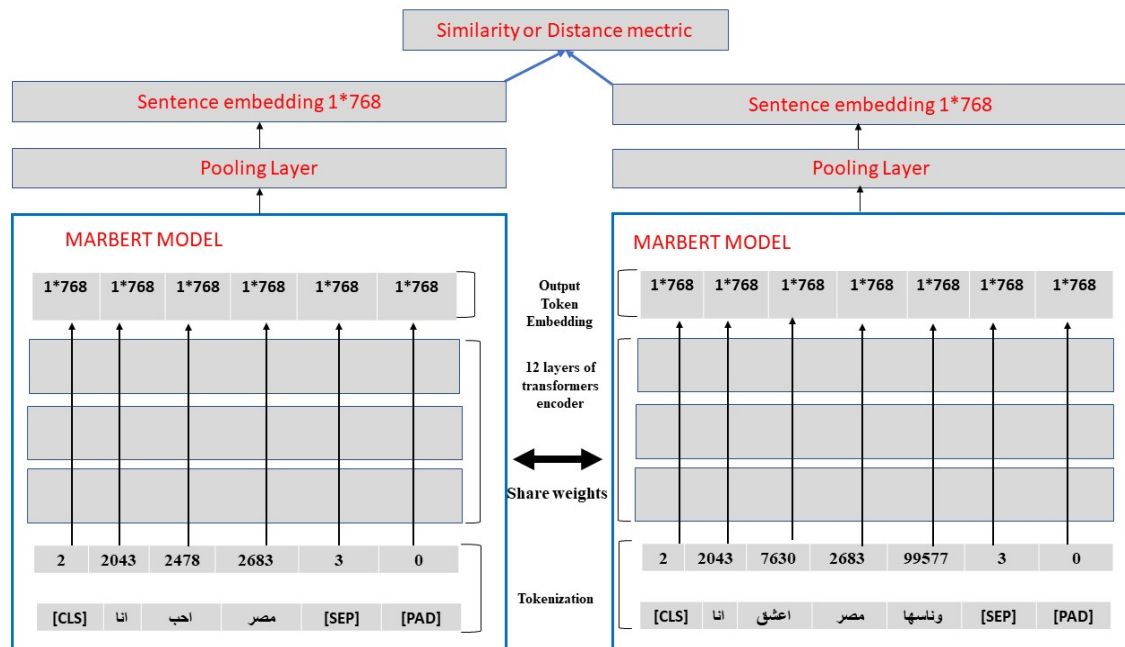 Similarity or Distance mectric
Sentence embedding 1*768
Sentence embedding 1*768
Pooling Layer
Pooling Layer
MARBERT MODEL
MARBERT MODEL
1*768 1*768 1*768 1*768 1*768 1*768
Output
Token
Embedding
1*768 1*768 1*768 1*768 1*768 1*768 1*768
12 layers of
transformers
encoder
Share weights
2 2043 2478 2683 3 0
2 2043 7630 2683 99577 3 0
Tokenization
[CLS] انا احب مصر [SEP] [PAD]
[CLS] انا اعشق مصر وناسها [SEP] [PAD]